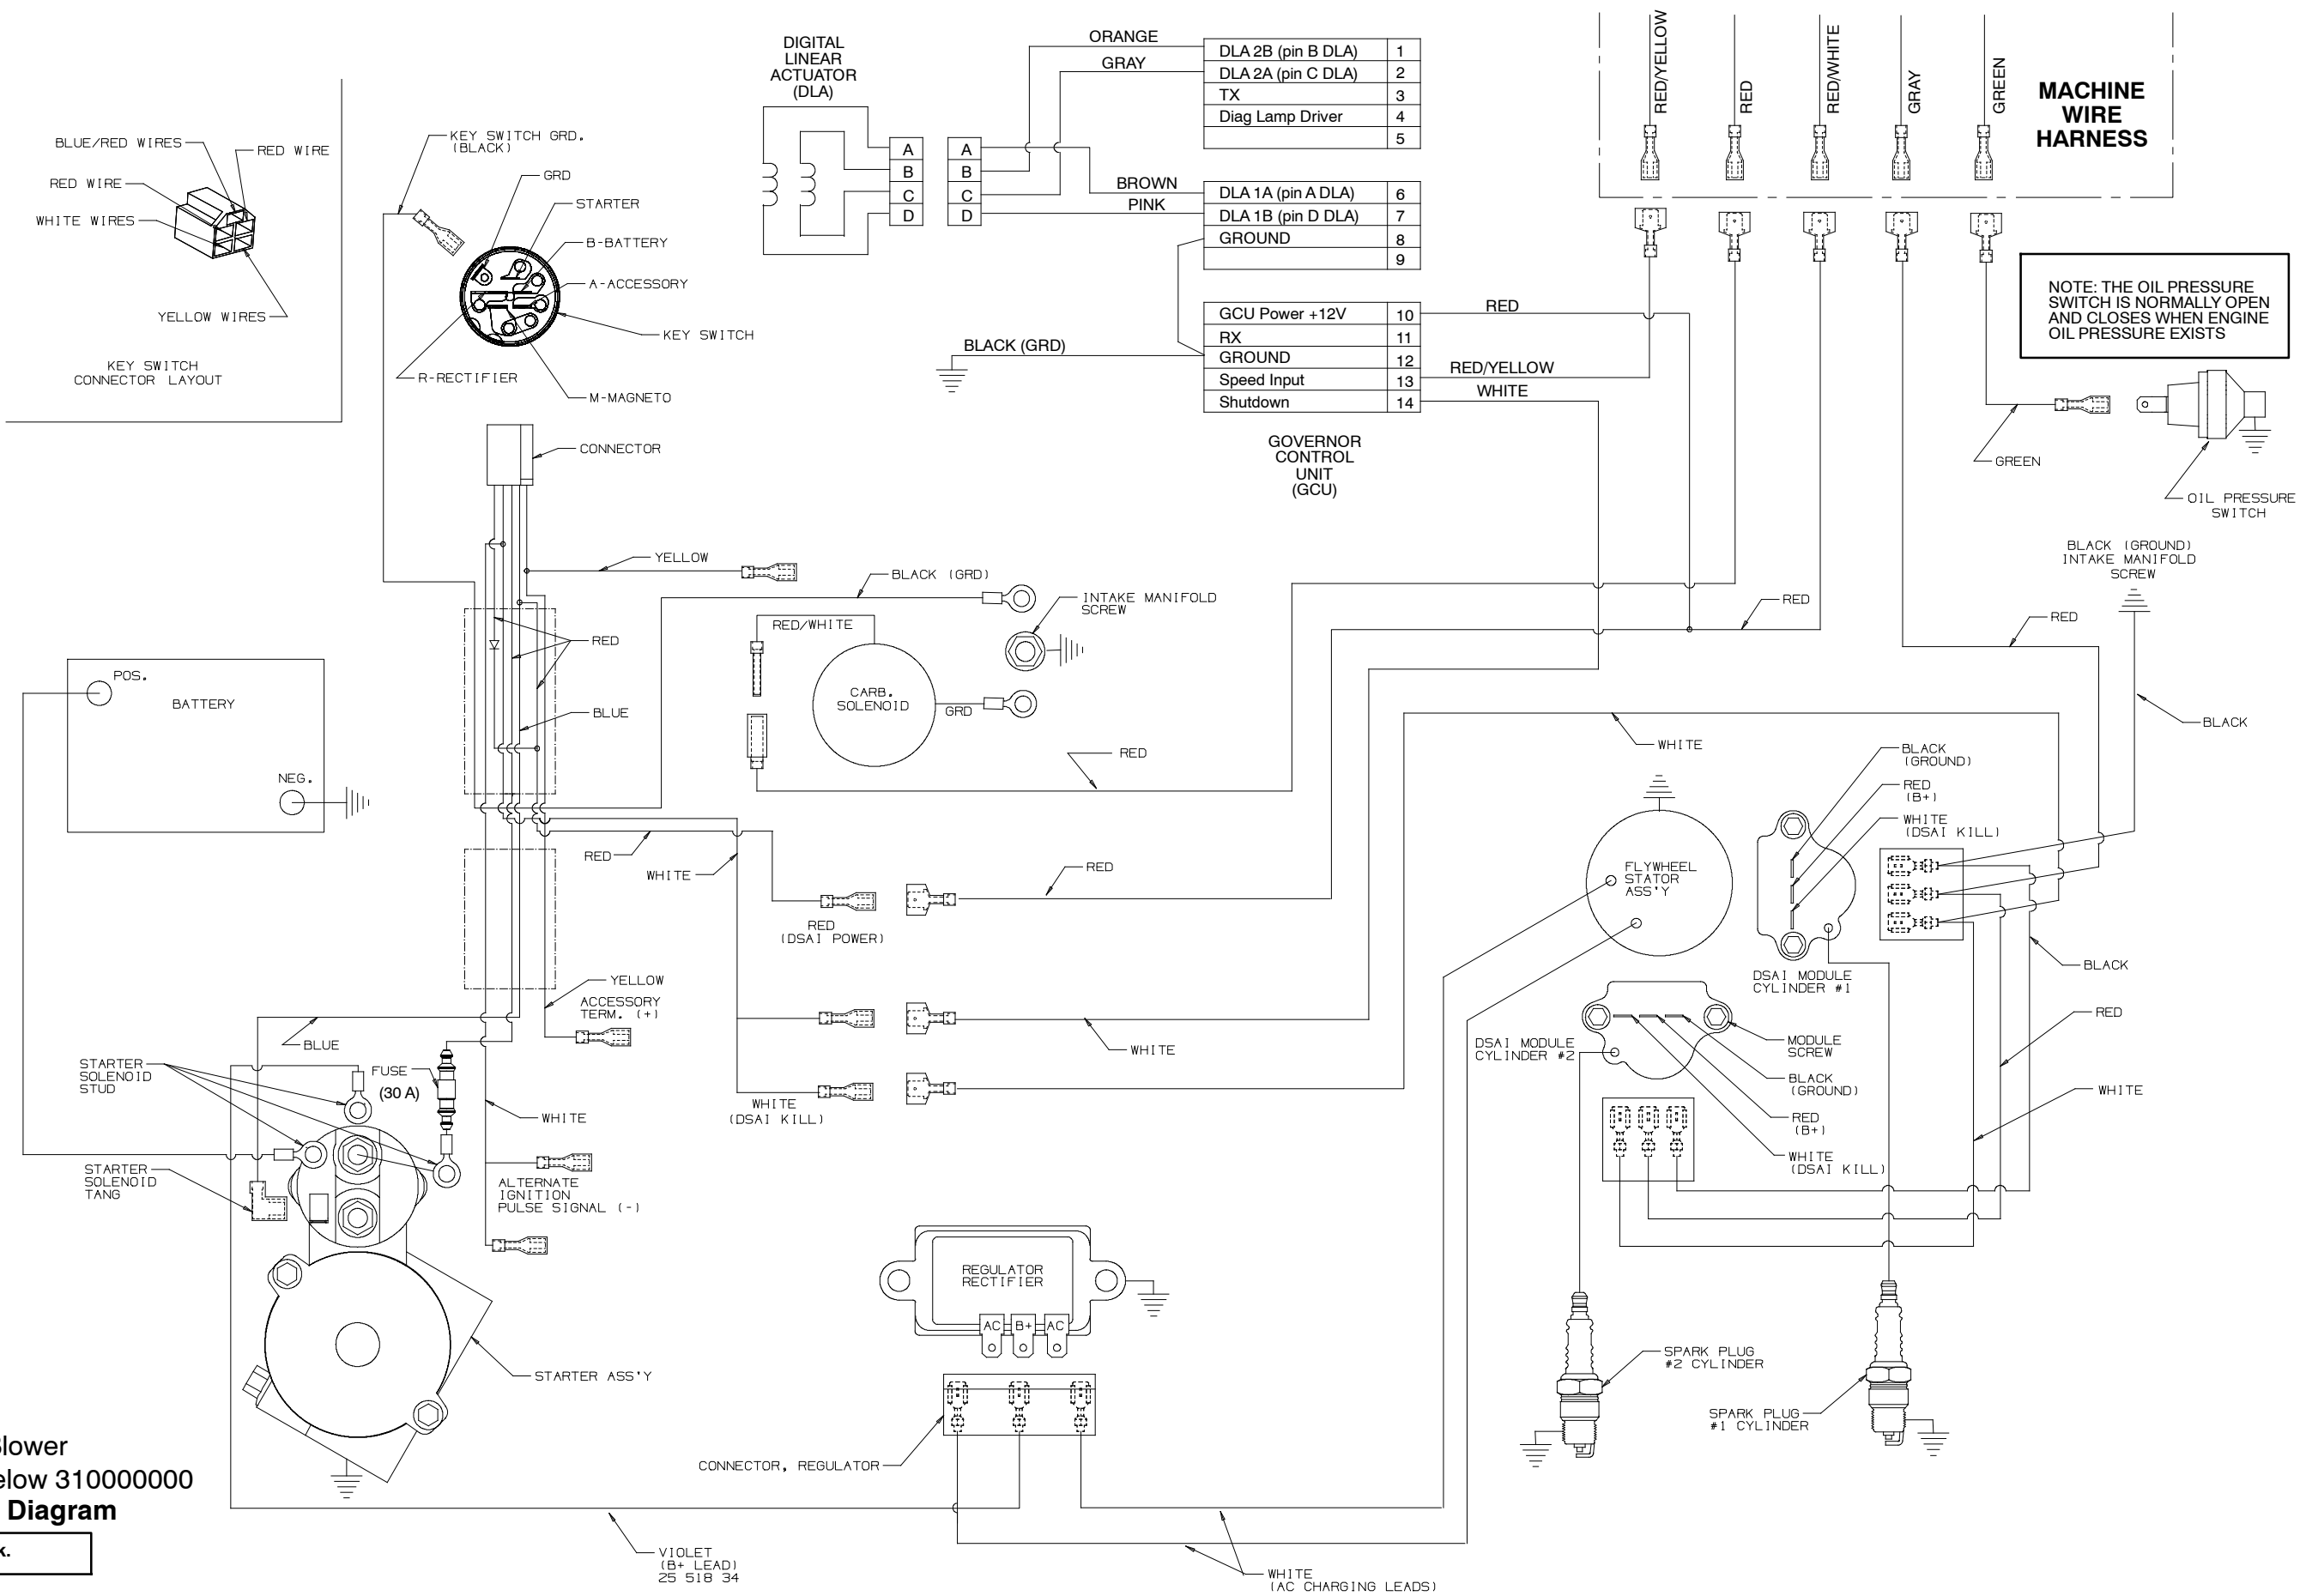 BLUE/RED WIRES
RED WIRE
RED WIRE
WHITE WIRES
YELLOW WIRES
KEY SWITCH
CONNECTOR LAYOUT
KEY SWITCH GRD.
(BLACK)
GRD
STARTER
B-BATTERY
A-ACCESSORY
KEY SWITCH
R-RECTIFIER
M-MAGNETO
CONNECTOR
DIGITAL
LINEAR
ACTUATOR
(DLA)
A
B
C
D
A
B
C
D
ORANGE
GRAY
BROWN
PINK
DLA 2B (pin B DLA) 1
DLA 2A (pin C DLA) 2
TX 3
Diag Lamp Driver 4
5
DLA 1A (pin A DLA) 6
DLA 1B (pin D DLA) 7
GROUND 8
9
GCU Power +12V 10
RX 11
GROUND 12
Speed Input 13
Shutdown 14
BLACK (GRD)
RED
RED/YELLOW
WHITE
GOVERNOR
CONTROL
UNIT
(GCU)
RED/YELLOW
RED
RED/WHITE
GRAY
GREEN
MACHINE
WIRE
HARNESS
NOTE: THE OIL PRESSURE
SWITCH IS NORMALLY OPEN
AND CLOSES WHEN ENGINE
OIL PRESSURE EXISTS
GREEN
OIL PRESSURE
SWITCH
BLACK (GROUND)
INTAKE MANIFOLD
SCREW
RED
RED
BLACK
YELLOW
BLACK (GRD)
INTAKE MANIFOLD
SCREW
RED/WHITE
RED
BLUE
CARB.
SOLENOID
GRD
RED
WHITE
POS.
BATTERY
NEG.
BLACK
(GROUND)
RED
(B+)
WHITE
(DSAI KILL)
FLYWHEEL
STATOR
ASS'Y
RED
WHITE
RED
RED
(DSAI POWER)
DSAI MODULE
CYLINDER #1
BLACK
RED
WHITE
YELLOW
ACCESSORY
TERM. (+)
BLUE
WHITE
DSAI MODULE
CYLINDER #2
MODULE
SCREW
BLACK
(GROUND)
RED
(B+)
WHITE
(DSAI KILL)
STARTER
SOLENOID
STUD
FUSE
(30 A)
WHITE
WHITE
(DSAI KILL)
STARTER
SOLENOID
TANG
ALTERNATE
IGNITION
PULSE SIGNAL (-)
REGULATOR
RECTIFIER
AC B+ AC
STARTER ASS'Y
CONNECTOR, REGULATOR
SPARK PLUG
#2 CYLINDER
SPARK PLUG
#1 CYLINDER
VIOLET
(B+ LEAD)
25 518 34
WHITE
(AC CHARGING LEADS)
lower
elow 310000000
Diagram
k.